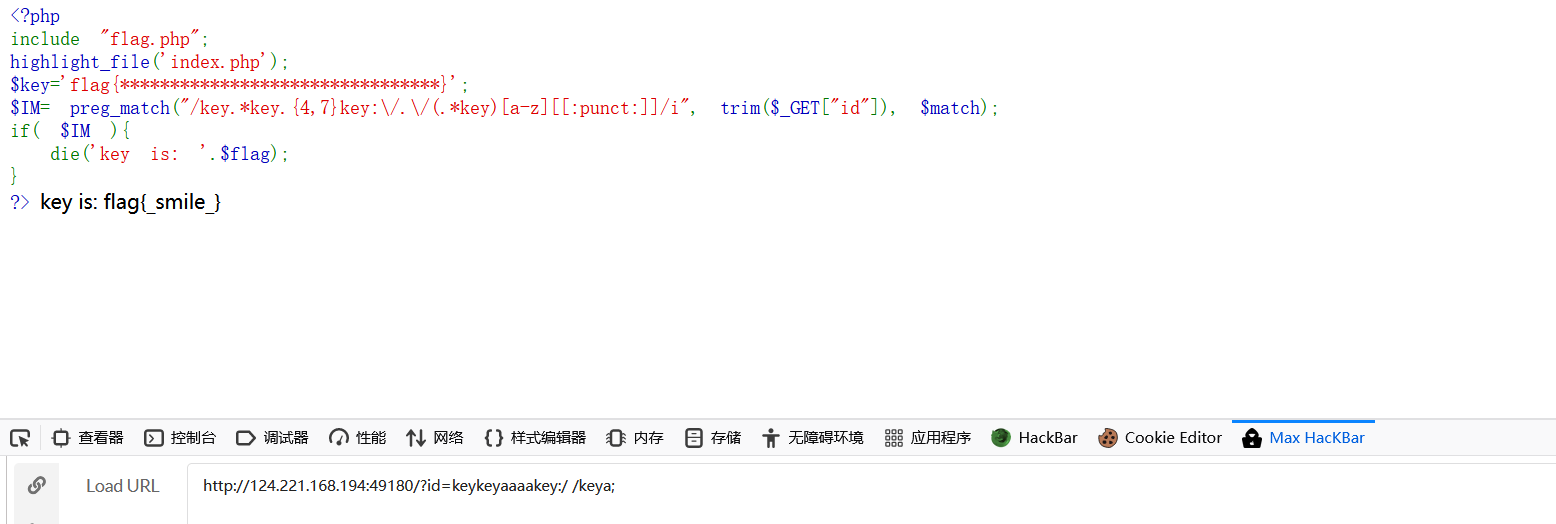 <?php
include "flag.php";
highlight_file('index.php');
$key='flag{********************************}';
$IM= preg_match("/key.*key.{4,7}key:\/.\/(.*key)[a-z][[:punct:]]/i", trim($_GET["id"]), $match);
if( $IM ){
die('key is: '.$flag);
}
?> key is: flag{_smile_}
查看器 控制台 调试器 性能 网络 样式编辑器 内存 存储 无障碍环境 应用程序 HackBar Cookie Editor Max HacKBar
Load URL http://124.221.168.194:49180/?id=keykeyaaaakey:/ /keya;